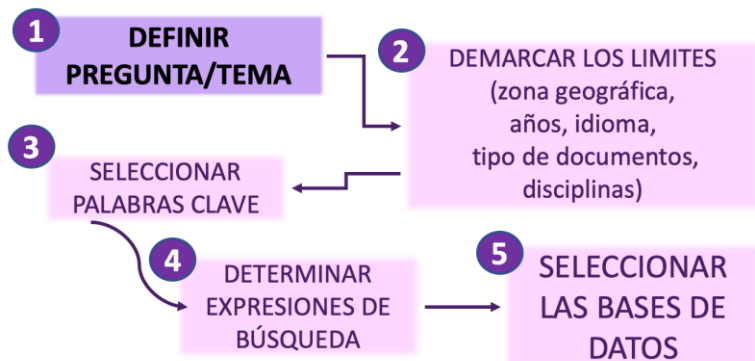 1
DEFINIR
PREGUNTA/TEMA
2
DEMARCAR LOS LIMITES
(zona geográfica,
años, idioma,
tipo de documentos,
disciplinas)
3
SELECCIONAR
PALABRAS CLAVE
4
DETERMINAR
EXPRESIONES DE
BÚSQUEDA
5
SELECCIONAR
LAS BASES DE
DATOS